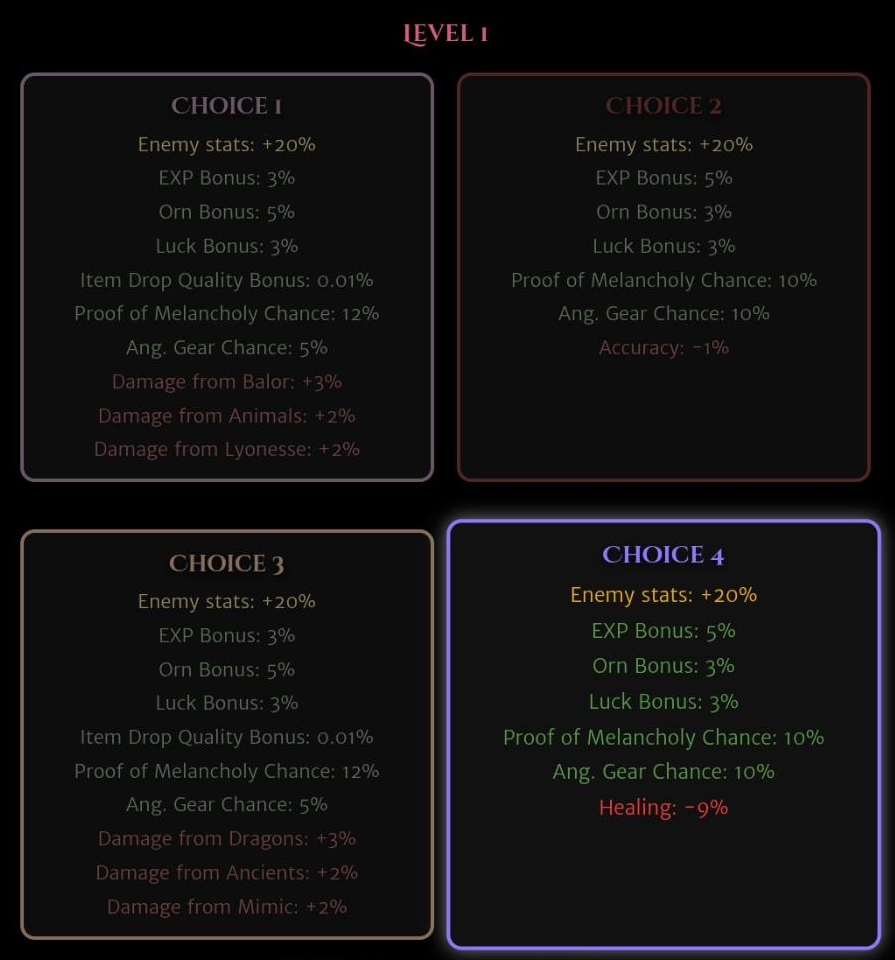 Level 1
Choice 1
Enemy stats: +20%
EXP Bonus: 3%
Orn Bonus: 5%
Luck Bonus: 3%
Item Drop Quality Bonus: 0.01%
Proof of Melancholy Chance: 12%
Ang. Gear Chance: 5%
Damage from Balor: +3%
Damage from Animals: +2%
Damage from Lyonesse: +2%
Choice 2
Enemy stats: +20%
EXP Bonus: 5%
Orn Bonus: 3%
Luck Bonus: 3%
Proof of Melancholy Chance: 10%
Ang. Gear Chance: 10%
Accuracy: -1%
Choice 3
Enemy stats: +20%
EXP Bonus: 3%
Orn Bonus: 5%
Luck Bonus: 3%
Item Drop Quality Bonus: 0.01%
Proof of Melancholy Chance: 12%
Ang. Gear Chance: 5%
Damage from Dragons: +3%
Damage from Ancients: +2%
Damage from Mimic: +2%
Choice 4
Enemy stats: +20%
EXP Bonus: 5%
Orn Bonus: 3%
Luck Bonus: 3%
Proof of Melancholy Chance: 10%
Ang. Gear Chance: 10%
Healing: -9%